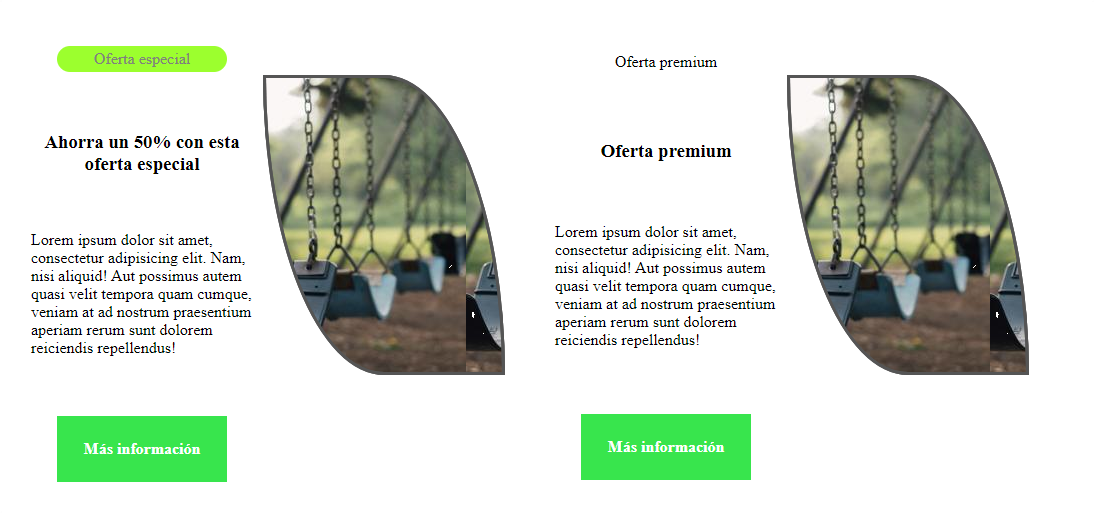 Oferta especial
Ahorra un 50% con esta
oferta especial
Lorem ipsum dolor sit amet,
consectetur adipisicing elit. Nam,
nisi aliquid! Aut possimus autem
quasi velit tempora quam cumque,
veniam at ad nostrum praesentium
aperiam rerum sunt dolorem
reiciendis repellendus!
Más información
Oferta premium
Oferta premium
Lorem ipsum dolor sit amet,
consectetur adipisicing elit. Nam,
nisi aliquid! Aut possimus autem
quasi velit tempora quam cumque,
veniam at ad nostrum praesentium
aperiam rerum sunt dolorem
reiciendis repellendus!
Más información